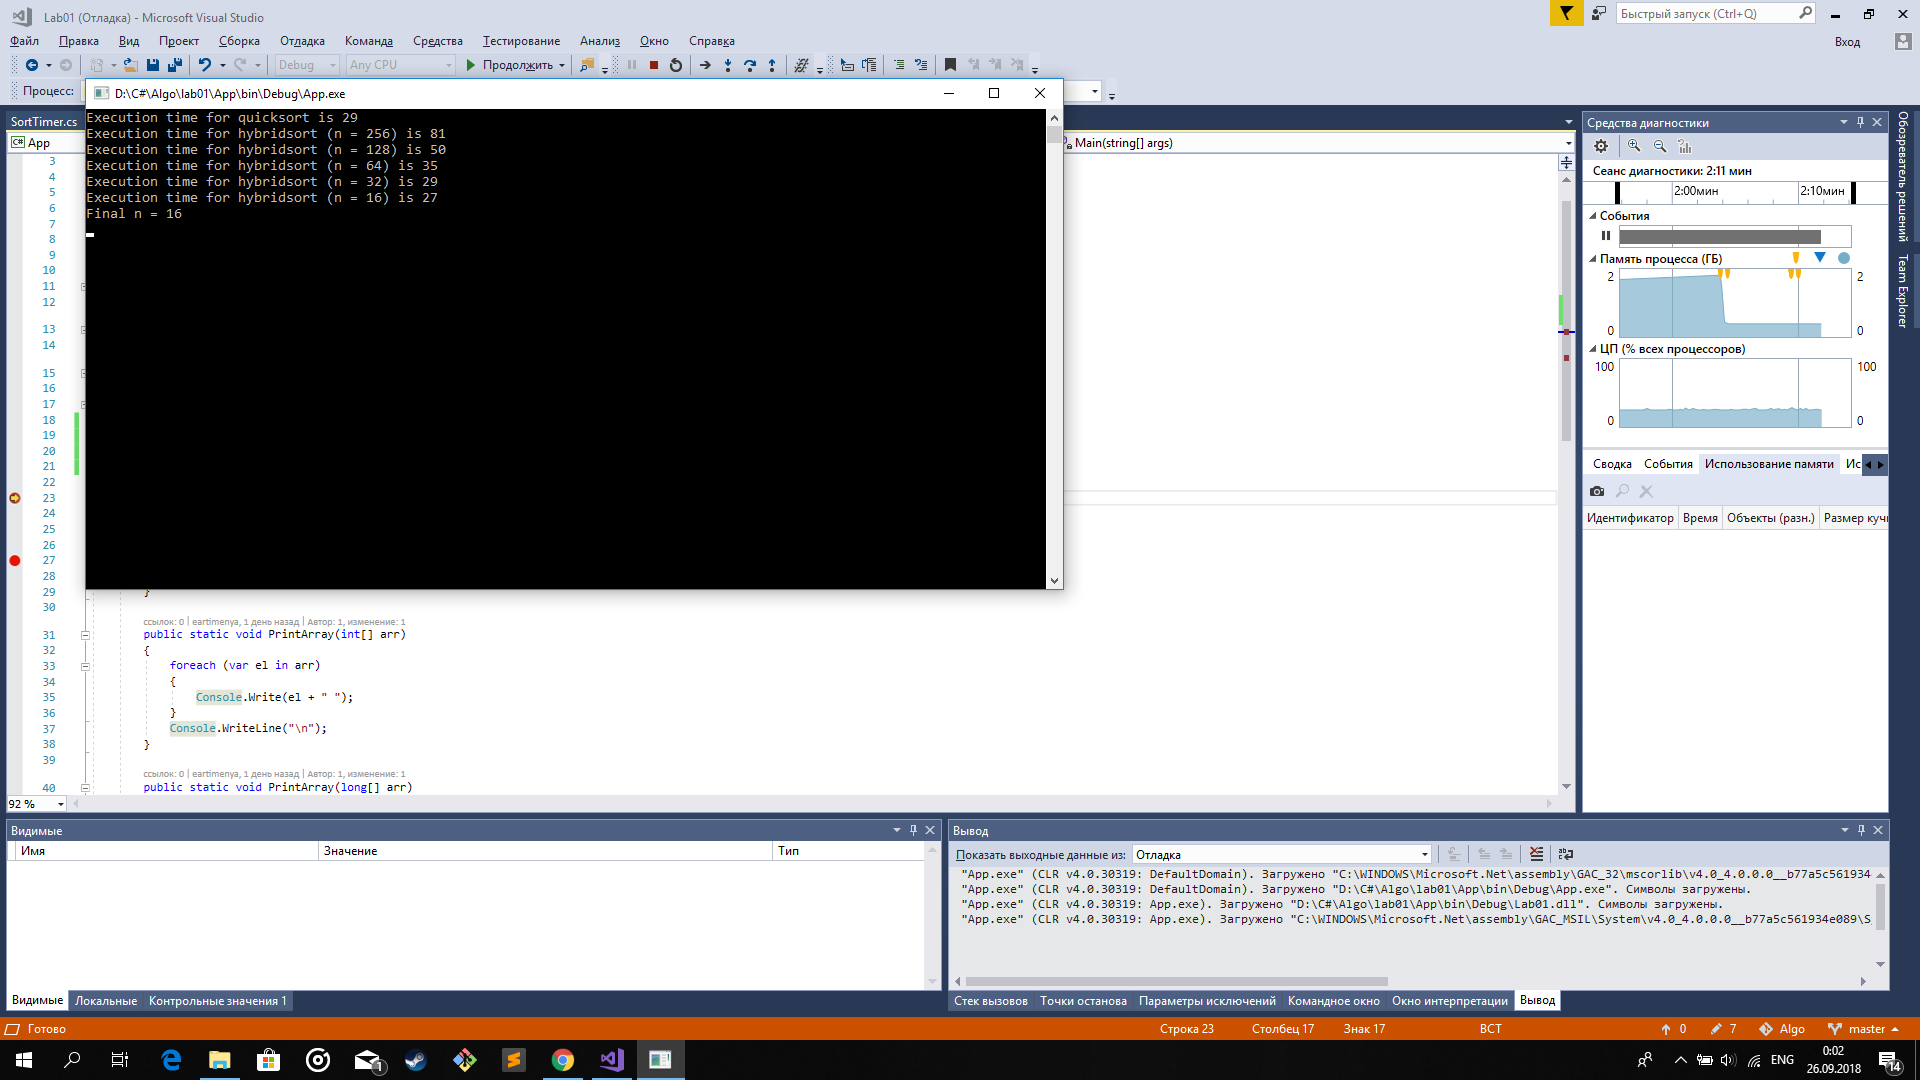 Lab01 (Отладка) - Microsoft Visual Studio
Быстрый запуск (Ctrl+Q)
Файл Правка Вид Проект Сборка Отладка Команда Средства Тестирование Анализ Окно Справка
Вход
Debug Any CPU Продолжить
Процесс:
D:\C#\Algo\lab01\App\bin\Debug\App.exe
Execution time for quicksort is 29
Execution time for hybridsort (n = 256) is 81
Execution time for hybridsort (n = 128) is 50
Execution time for hybridsort (n = 64) is 35
Execution time for hybridsort (n = 32) is 29
Execution time for hybridsort (n = 16) is 27
Final n = 16
SortTimer.cs
C# App
Main(string[] args)
3
4
5
6
7
8
9
10
11
12
13
14
15
16
17
18
19
20
21
22
23
24
25
26
27
28
29 }
30
ссылок: 0 | eartimenya, 1 день назад | Автор: 1, изменение: 1
31 public static void PrintArray(int[] arr)
32 {
33 foreach (var el in arr)
34 {
35 Console.Write(el + " ");
36 }
37 Console.WriteLine("\n");
38 }
39
ссылок: 0 | eartimenya, 1 день назад | Автор: 1, изменение: 1
40 public static void PrintArray(long[] arr)
92 %
Средства диагностики
Сеанс диагностики: 2:11 мин
2:00мин 2:10мин
События
Память процесса (ГБ)
2 2
0 0
ЦП (% всех процессоров)
100 100
0 0
Сводка События Использование памяти Ис
Идентификатор Время Объекты (разн.) Размер кучи
Обозреватель решений
Team Explorer
Видимые
Имя Значение Тип
Видимые Локальные Контрольные значения 1
Вывод
Показать выходные данные из: Отладка
"App.exe" (CLR v4.0.30319: DefaultDomain). Загружено "C:\WINDOWS\Microsoft.Net\assembly\GAC_32\mscorlib\v4.0_4.0.0.0__b77a5c561934
"App.exe" (CLR v4.0.30319: DefaultDomain). Загружено "D:\C#\Algo\lab01\App\bin\Debug\App.exe". Символы загружены.
"App.exe" (CLR v4.0.30319: App.exe). Загружено "D:\C#\Algo\lab01\App\bin\Debug\Lab01.dll". Символы загружены.
"App.exe" (CLR v4.0.30319: App.exe). Загружено "C:\WINDOWS\Microsoft.Net\assembly\GAC_MSIL\System\v4.0_4.0.0.0__b77a5c561934e089\S
Стек вызовов Точки останова Параметры исключений Командное окно Окно интерпретации Вывод
Готово Строка 23 Столбец 17 Знак 17 ВСТ 0 7 Algo master
1
ENG
0:02
26.09.2018
14